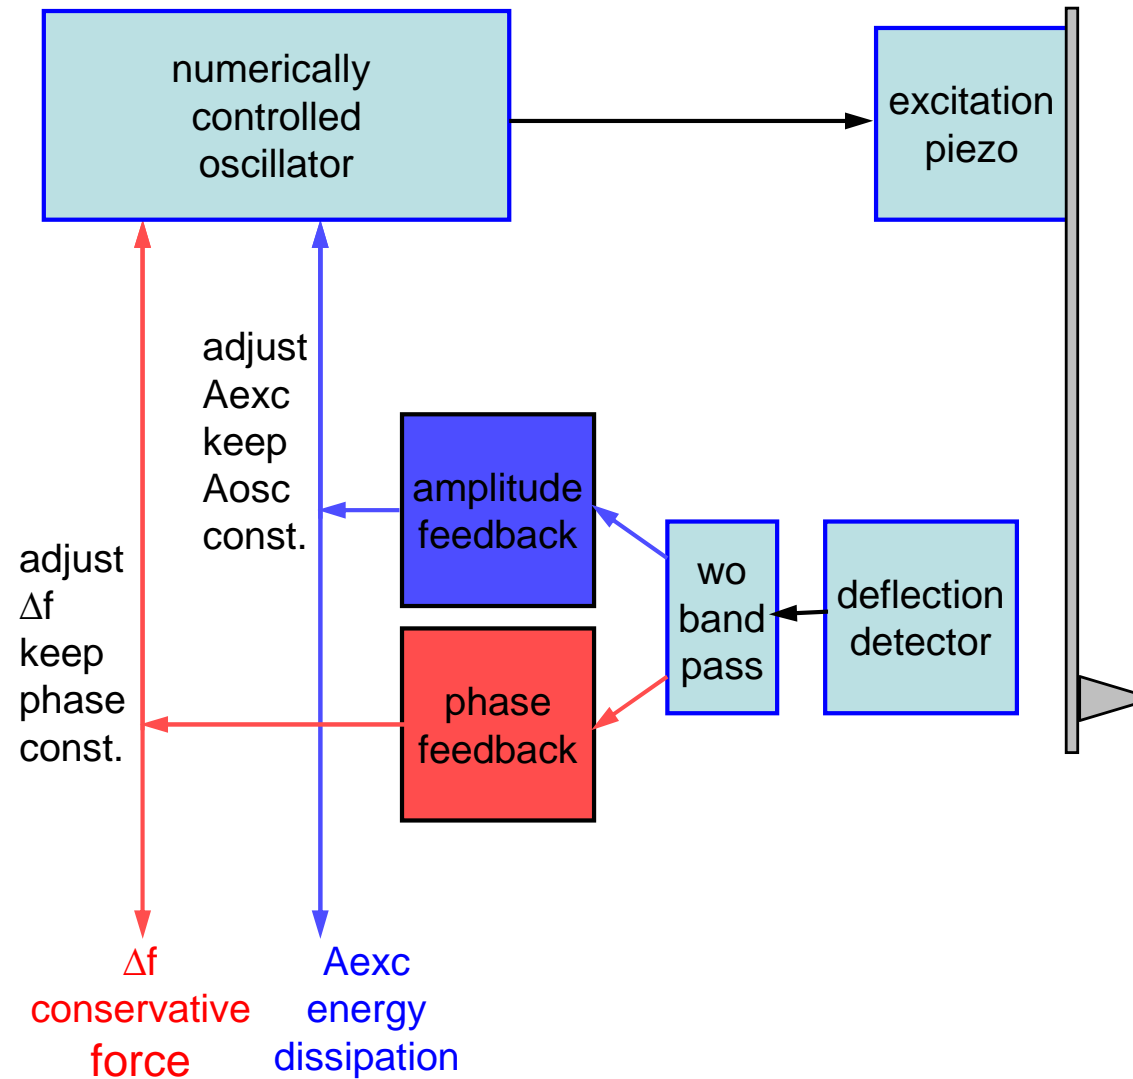 numerically
controlled
oscillator
excitation
piezo
adjust
Aexc
keep
Aosc
const.
amplitude
feedback
wo
band
pass
deflection
detector
adjust
Δf
keep
phase
const.
phase
feedback
Δf
conservative
force
Aexc
energy
dissipation